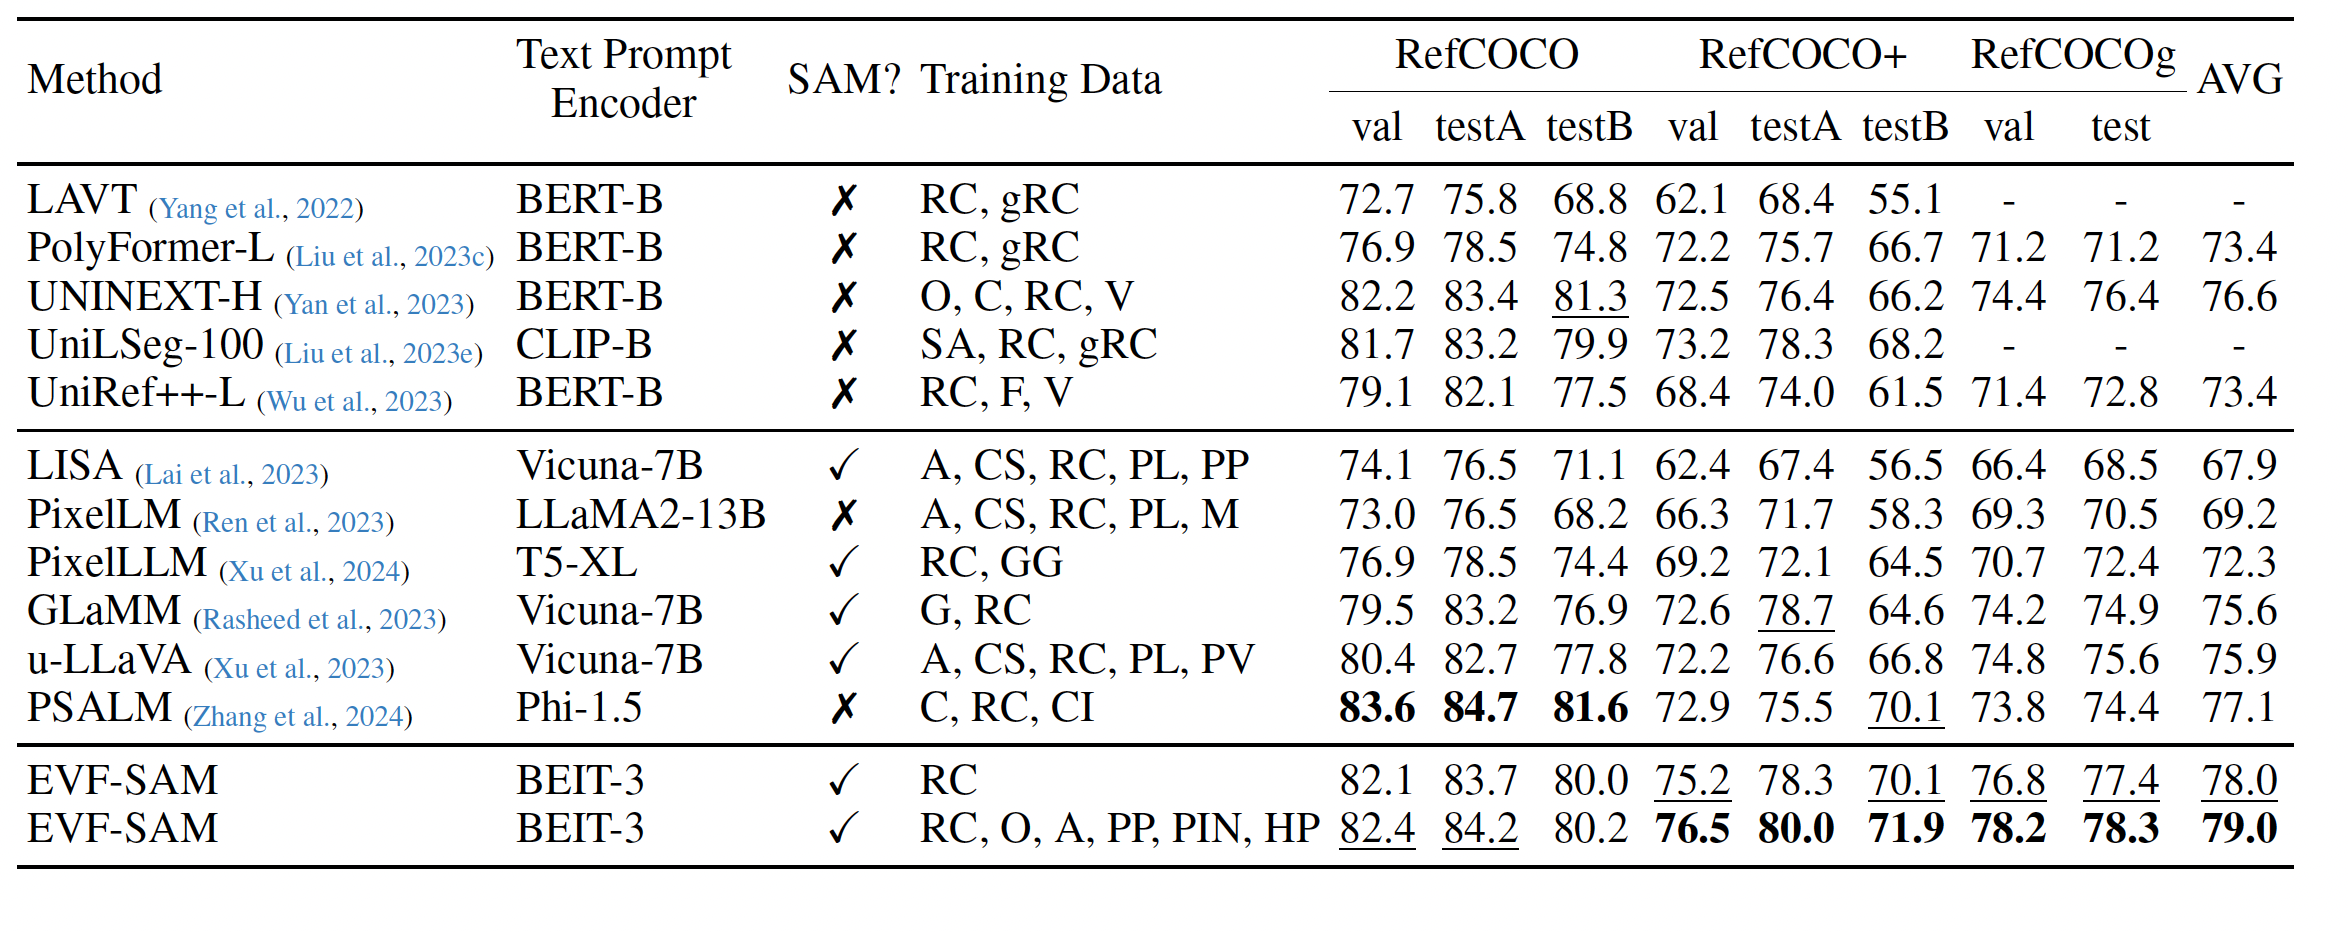 Method Text Prompt Encoder SAM? Training Data RefCOCO RefCOCO+ RefCOCOg AVG
val testA testB val testA testB val test
LAVT (Yang et al., 2022) BERT-B ✗ RC, gRC 72.7 75.8 68.8 62.1 68.4 55.1 - - -
PolyFormer-L (Liu et al., 2023c) BERT-B ✗ RC, gRC 76.9 78.5 74.8 72.2 75.7 66.7 71.2 71.2 73.4
UNINEXT-H (Yan et al., 2023) BERT-B ✗ O, C, RC, V 82.2 83.4 81.3 72.5 76.4 66.2 74.4 76.4 76.6
UniLSeg-100 (Liu et al., 2023e) CLIP-B ✗ SA, RC, gRC 81.7 83.2 79.9 73.2 78.3 68.2 - - -
UniRef++-L (Wu et al., 2023) BERT-B ✗ RC, F, V 79.1 82.1 77.5 68.4 74.0 61.5 71.4 72.8 73.4
LISA (Lai et al., 2023) Vicuna-7B ✓ A, CS, RC, PL, PP 74.1 76.5 71.1 62.4 67.4 56.5 66.4 68.5 67.9
PixelLM (Ren et al., 2023) LLaMA2-13B ✗ A, CS, RC, PL, M 73.0 76.5 68.2 66.3 71.7 58.3 69.3 70.5 69.2
PixelLLM (Xu et al., 2024) T5-XL ✓ RC, GG 76.9 78.5 74.4 69.2 72.1 64.5 70.7 72.4 72.3
GLaMM (Rasheed et al., 2023) Vicuna-7B ✓ G, RC 79.5 83.2 76.9 72.6 78.7 64.6 74.2 74.9 75.6
u-LLaVA (Xu et al., 2023) Vicuna-7B ✓ A, CS, RC, PL, PV 80.4 82.7 77.8 72.2 76.6 66.8 74.8 75.6 75.9
PSALM (Zhang et al., 2024) Phi-1.5 ✗ C, RC, CI 83.6 84.7 81.6 72.9 75.5 70.1 73.8 74.4 77.1
EVF-SAM BEIT-3 ✓ RC 82.1 83.7 80.0 75.2 78.3 70.1 76.8 77.4 78.0
EVF-SAM BEIT-3 ✓ RC, O, A, PP, PIN, HP 82.4 84.2 80.2 76.5 80.0 71.9 78.2 78.3 79.0